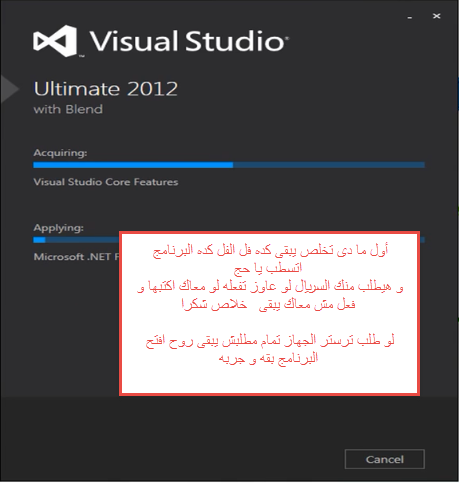 Visual Studio
Ultimate 2012
with Blend
Acquiring:
Visual Studio Core Features
Applying:
Microsoft .NET F
أول ما دى تخلص يبقى كده فل القل كده البرنامج
اتسطب يا حج
و هيطلب منك السريال لو عاوز تفعله لو معاك اكتبها و
فعل مش معاك يبقى خلاص شكرا
لو طلب ترستر الجهاز تمام مطلبش يبقى روح افتح
البرنامج بقه و جربه
Cancel